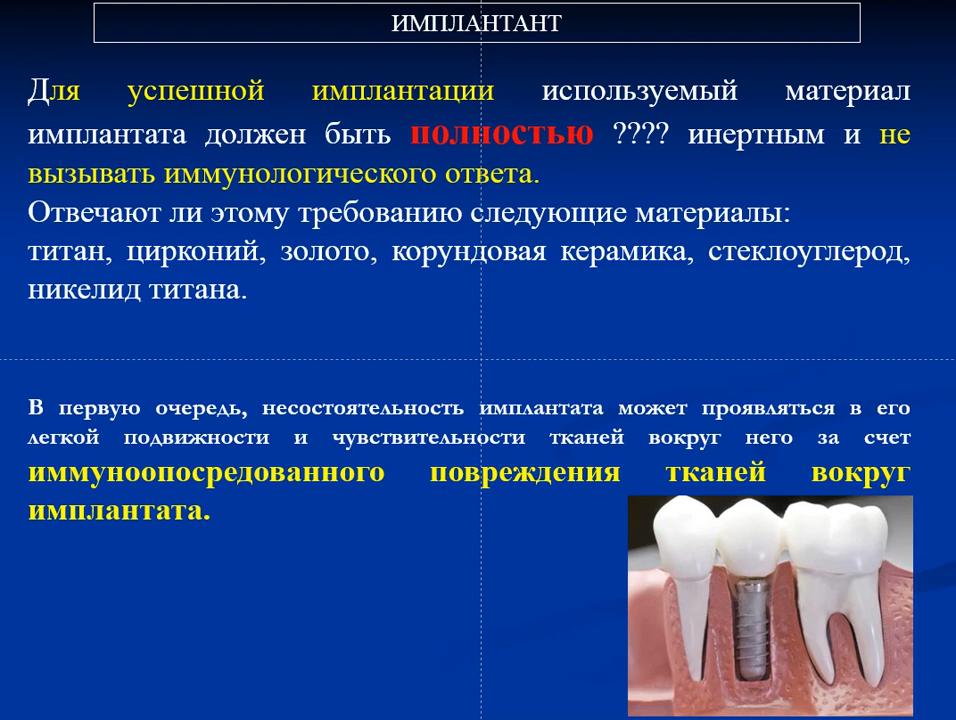 ИМПЛАНТАНТ
Для успешной имплантации используемый материал
имплантата должен быть полностью ???? инертным и не
вызывать иммунологического ответа.
Отвечают ли этому требованию следующие материалы:
титан, цирконий, золото, корундовая керамика, стеклоуглерод,
никелид титана.
В первую очередь, несостоятельность имплантата может проявляться в его
легкой подвижности и чувствительности тканей вокруг него за счет
иммуноопосредованного повреждения тканей вокруг
имплантата.